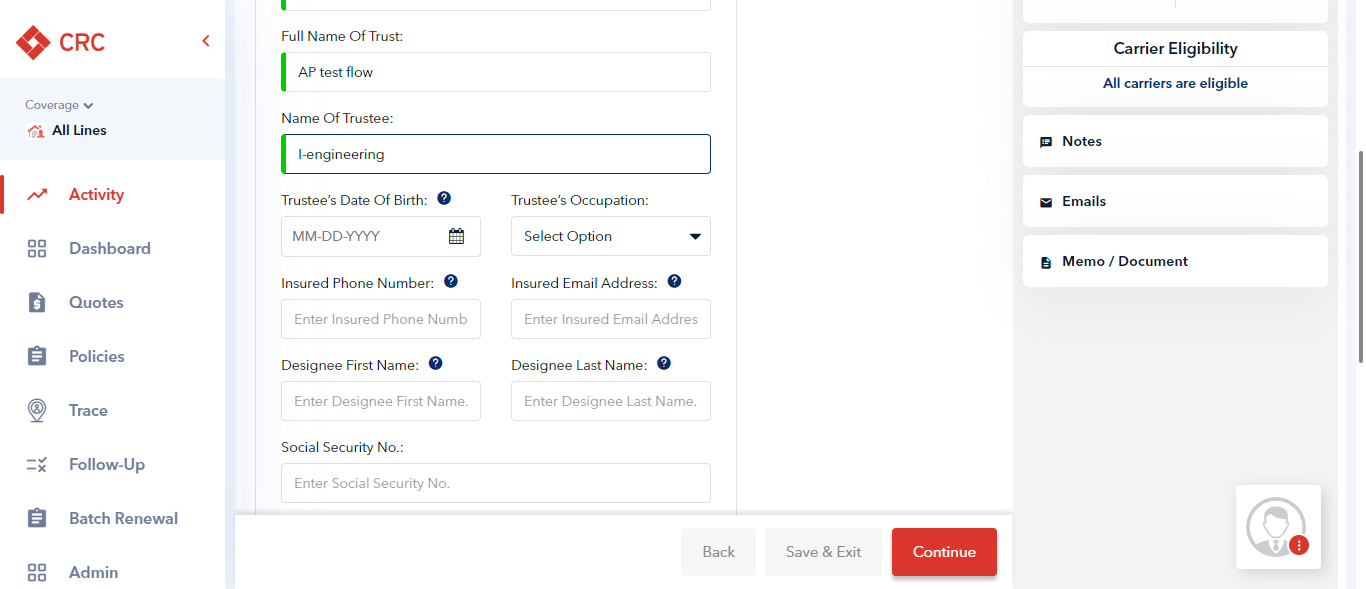 CRC
Coverage
All Lines
Activity
Dashboard
Quotes
Policies
Trace
Follow-Up
Batch Renewal
Admin
Full Name Of Trust:
AP test flow
Name Of Trustee:
I-engineering
Trustee's Date Of Birth: ?
Trustee's Occupation:
MM-DD-YYYY
Select Option
Insured Phone Number: ?
Insured Email Address: ?
Enter Insured Phone Numb
Enter Insured Email Addres
Designee First Name: ?
Designee Last Name: ?
Enter Designee First Name.
Enter Designee Last Name.
Social Security No.:
Enter Social Security No.
Back
Save & Exit
Continue
Carrier Eligibility
All carriers are eligible
Notes
Emails
Memo / Document